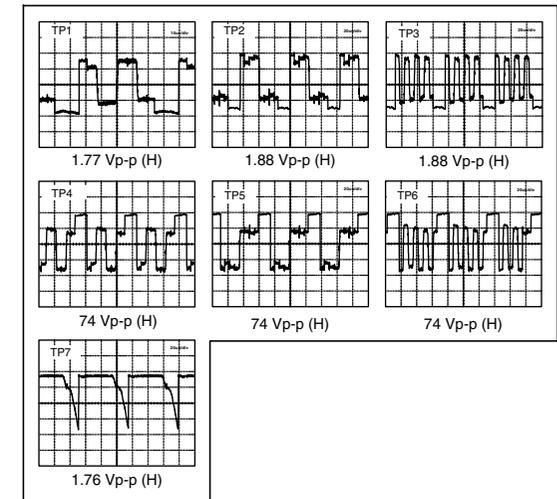 TP1
TP2
TP3
1.77 Vp-p (H)
1.88 Vp-p (H)
1.88 Vp-p (H)
TP4
TP5
TP6
74 Vp-p (H)
74 Vp-p (H)
74 Vp-p (H)
TP7
1.76 Vp-p (H)